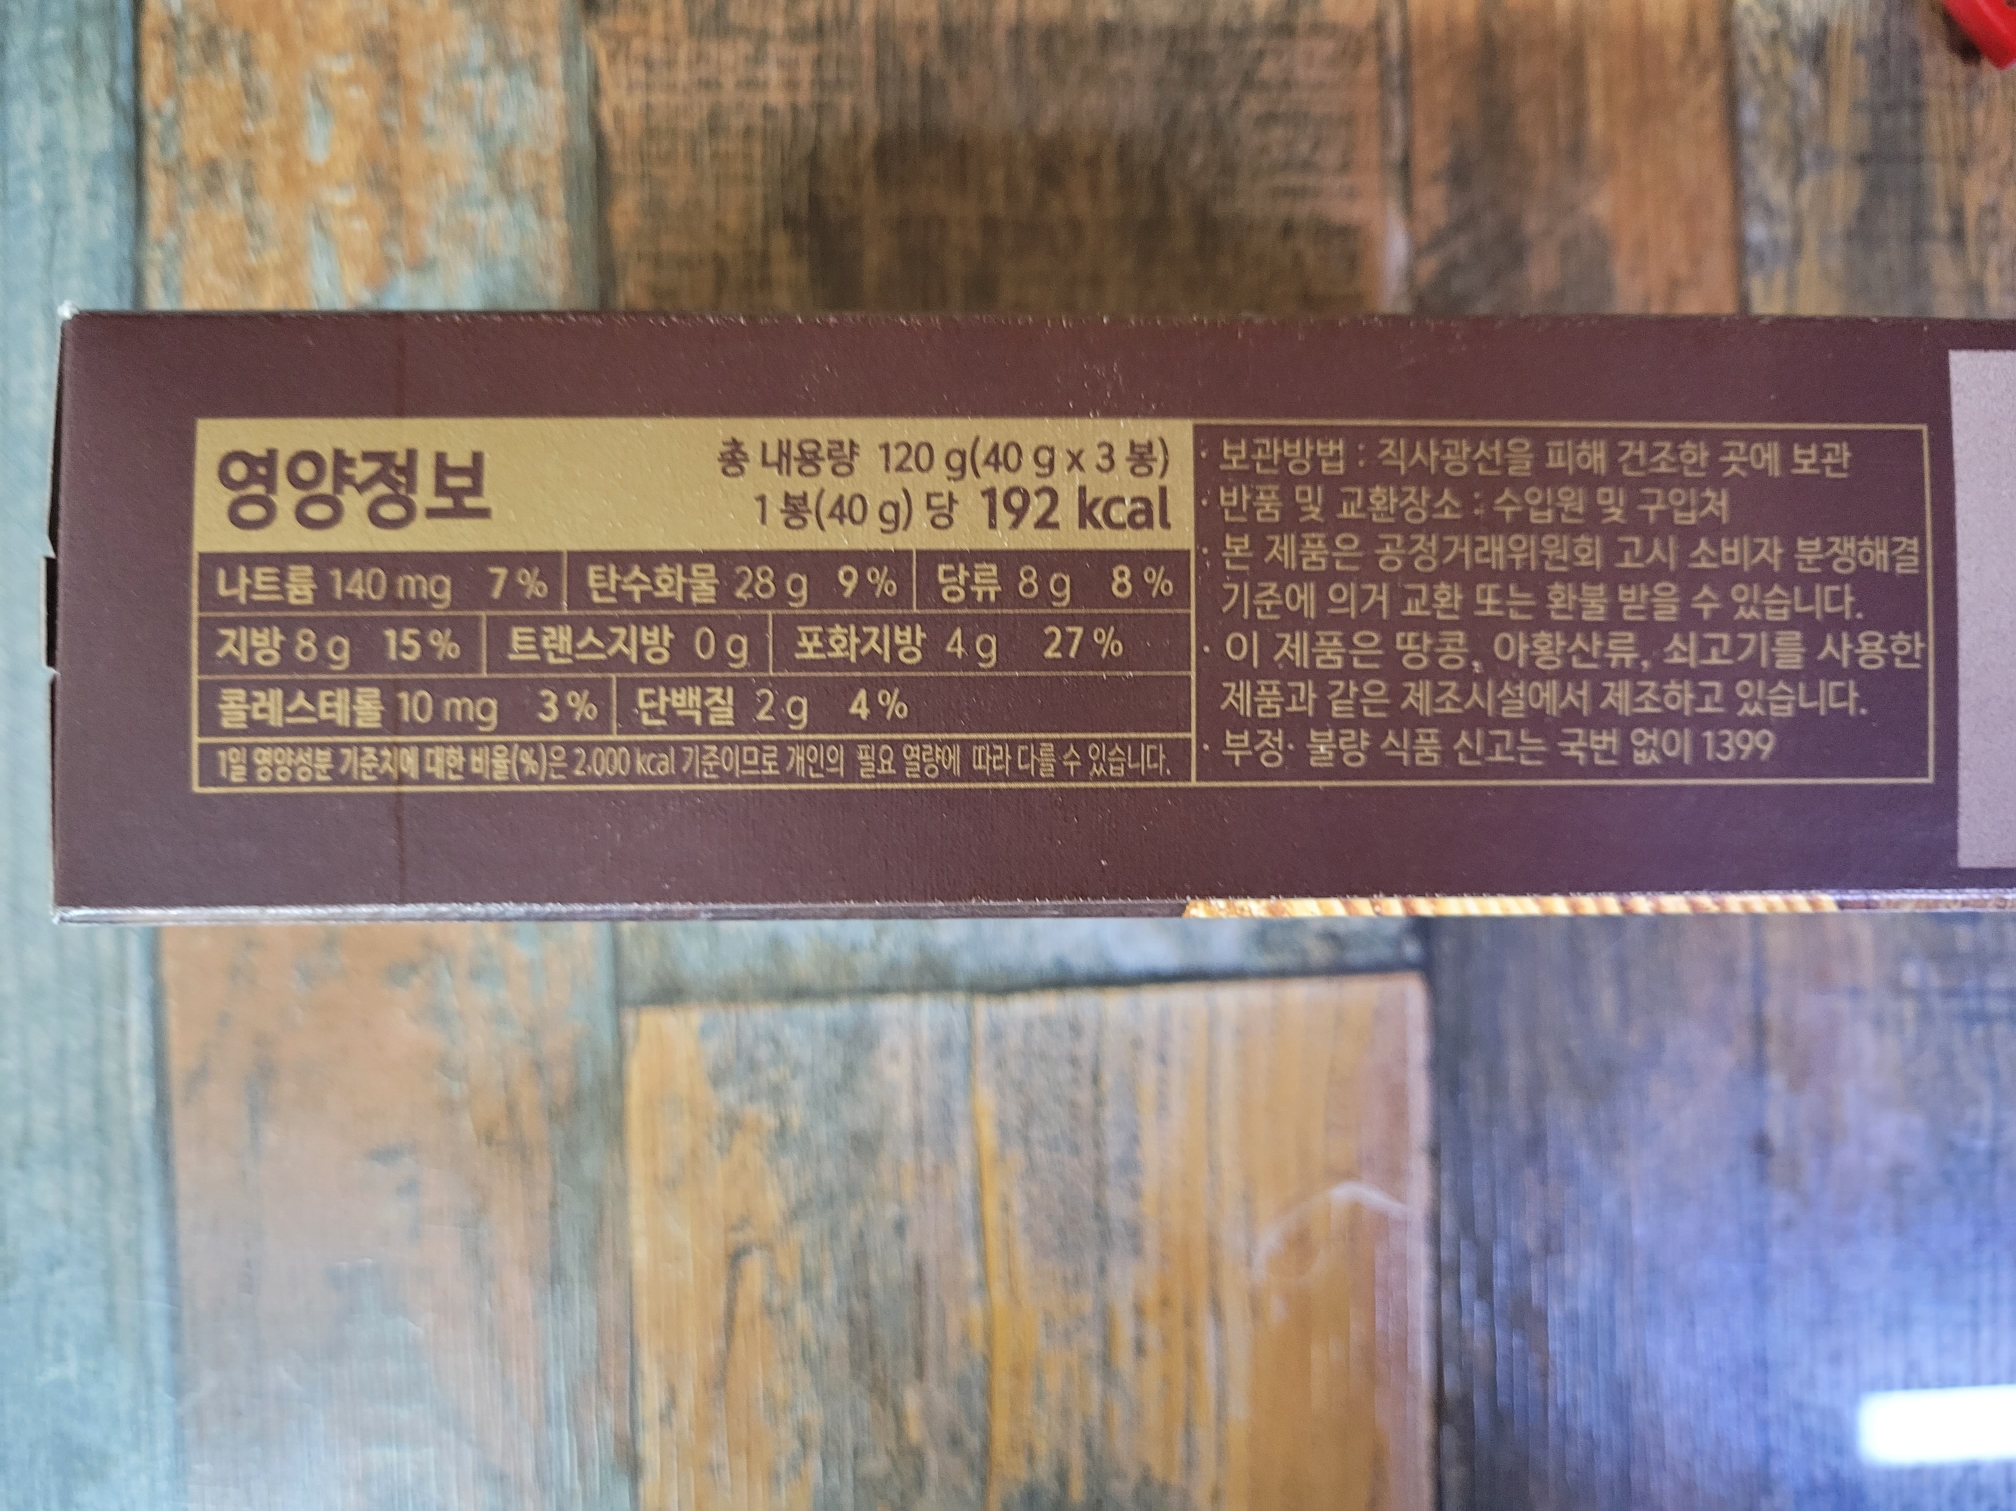 영양정보
총 내용량 120 g(40 g x 3 봉)
1 봉(40 g) 당 192 kcal
나트륨 140 mg 7 % 탄수화물 28 g 9 % 당류 8 g 8 %
지방 8 g 15 % 트랜스지방 0 g 포화지방 4 g 27 %
콜레스테롤 10 mg 3 % 단백질 2 g 4 %
1일 영양성분 기준치에 대한 비율(%)은 2,000 kcal 기준이므로 개인의 필요 열량에 따라 다를 수 있습니다.
· 보관방법 : 직사광선을 피해 건조한 곳에 보관
· 반품 및 교환장소 : 수입원 및 구입처
· 본 제품은 공정거래위원회 고시 소비자 분쟁해결
기준에 의거 교환 또는 환불 받을 수 있습니다.
· 이 제품은 땅콩, 아황산류, 쇠고기를 사용한
제품과 같은 제조시설에서 제조하고 있습니다.
· 부정· 불량 식품 신고는 국번 없이 1399